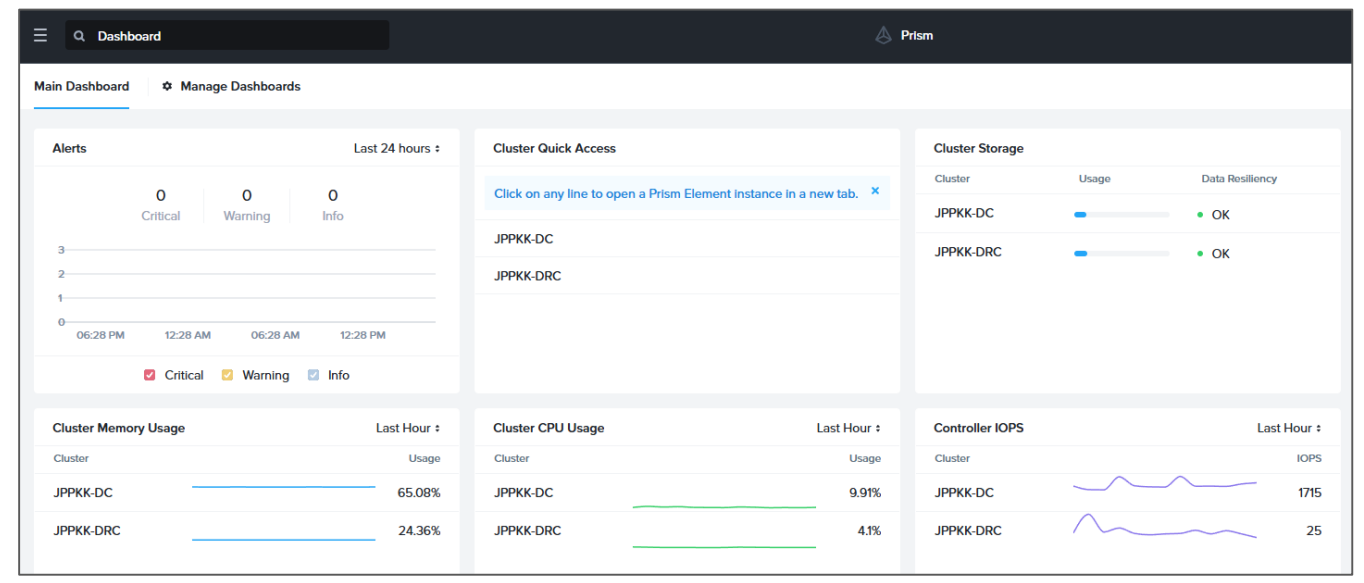 Dashboard
Prism
Main Dashboard
Manage Dashboards
Alerts
Last 24 hours
0
0
0
Critical
Warning
Info
3
2
1
0
06:28 PM
12:28 AM
06:28 AM
12:28 PM
Critical
Warning
Info
Cluster Quick Access
Click on any line to open a Prism Element instance in a new tab.
JPPKK-DC
JPPKK-DRC
Cluster Storage
Cluster Usage Data Resiliency
JPPKK-DC OK
JPPKK-DRC OK
Cluster Memory Usage Last Hour
Cluster Usage
JPPKK-DC 65.08%
JPPKK-DRC 24.36%
Cluster CPU Usage Last Hour
Cluster Usage
JPPKK-DC 9.91%
JPPKK-DRC 4.1%
Controller IOPS Last Hour
Cluster IOPS
JPPKK-DC 1715
JPPKK-DRC 25